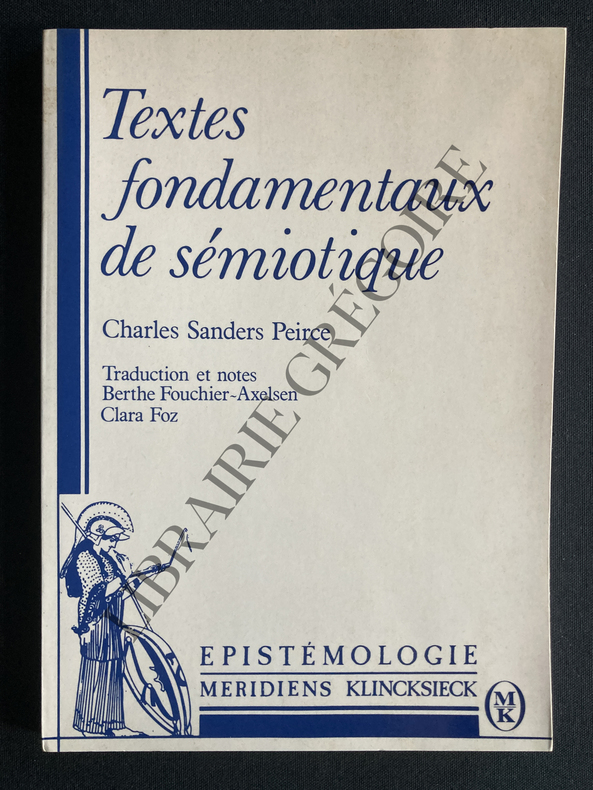 Textes
fondamentaux
de sémiotique
Charles Sanders Peirce
Traduction et notes
Berthe Fouchier-Axelsen
Clara Foz
LIBRAIRIE GRÉGOIRE
EPISTÉMOLOGIE
MERIDIENS KLINCKSIECK
M
K